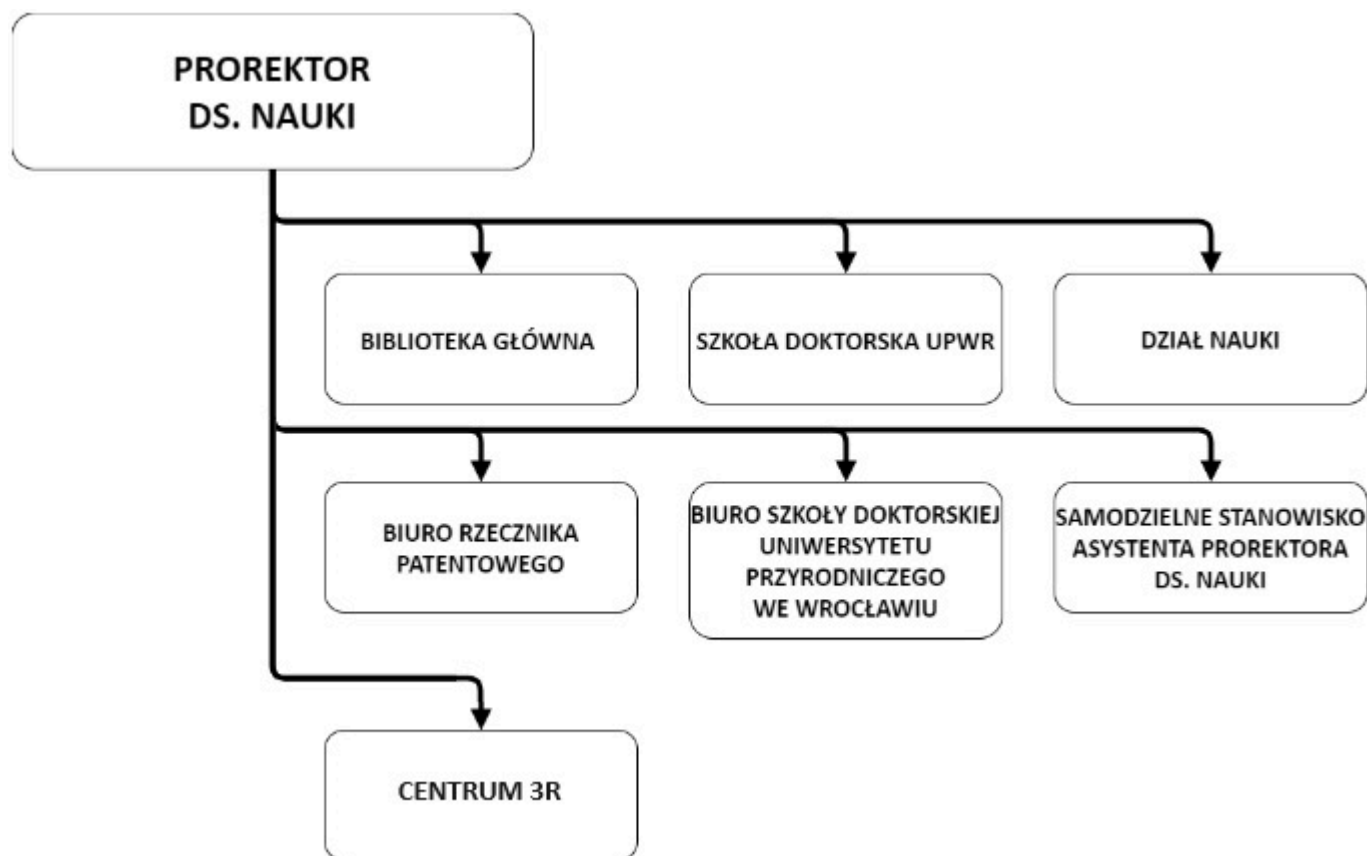 PROREKTOR
DS. NAUKI
BIBLIOTEKA GŁÓWNA
SZKOŁA DOKTORSKA UPWR
DZIAŁ NAUKI
BIURO RZECZNIKA
PATENTOWEGO
BIURO SZKOŁY DOKTORSKIEJ
UNIWERSYTETU
PRZYRODNICZEGO
WE WROCŁAWIU
SAMODZIELNE STANOWISKO
ASYSTENTA PROREKTORA
DS. NAUKI
CENTRUM 3R